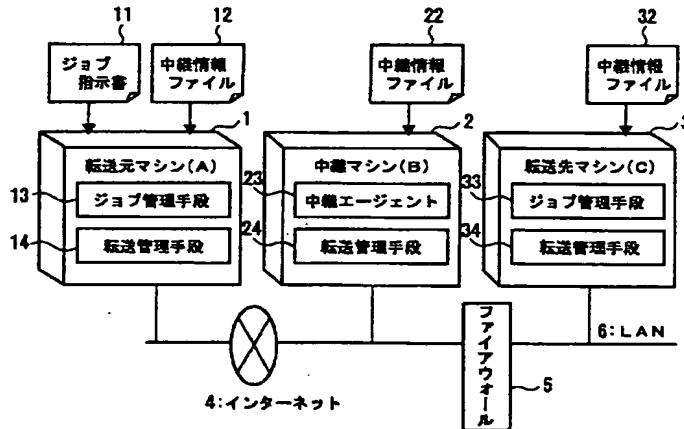 11
12
22
32
ジョブ
指示書
中継情報
ファイル
中継情報
ファイル
中継情報
ファイル
1
2
3
転送元マシン(A)
中継マシン(B)
転送先マシン(C)
13
ジョブ管理手段
23
中継エージェント
33
ジョブ管理手段
14
転送管理手段
24
転送管理手段
34
転送管理手段
ファイアウォール
6:LAN
4:インターネット
5